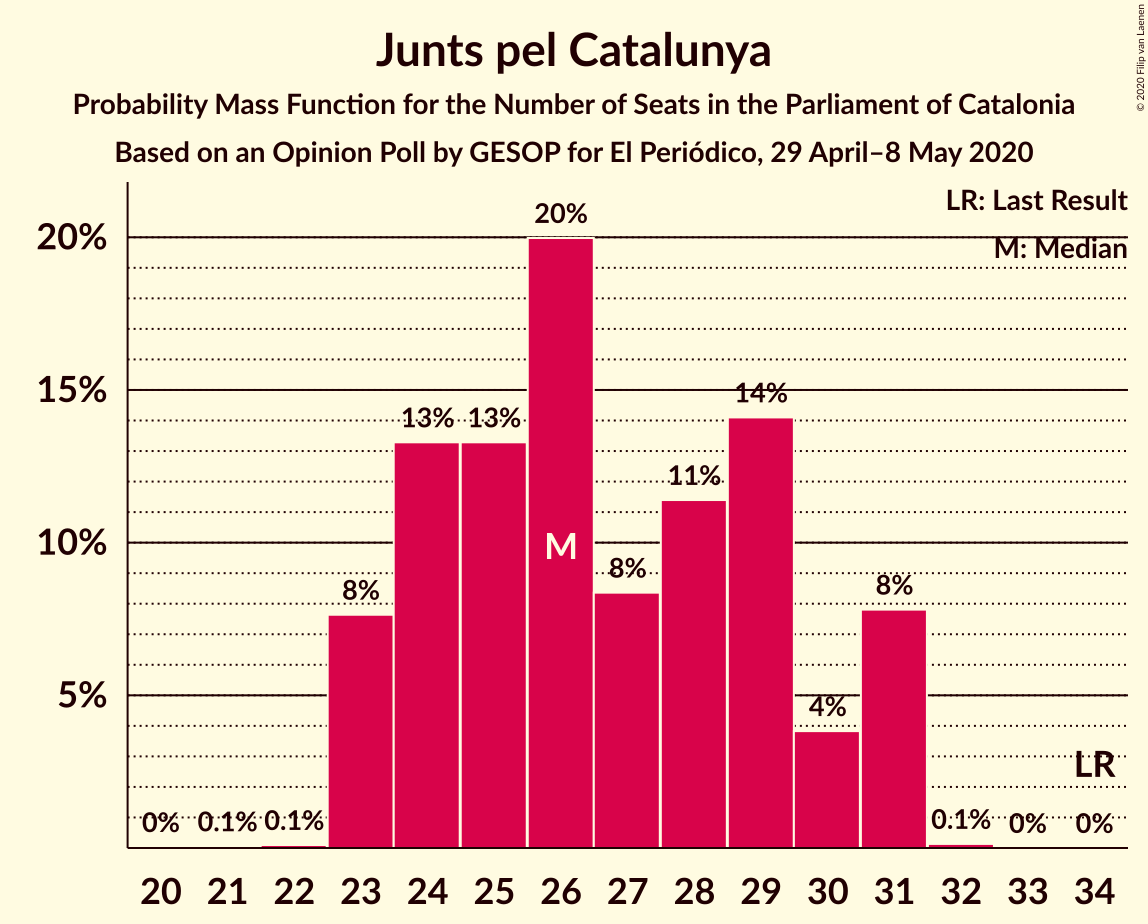 Junts pel Catalunya
Probability Mass Function for the Number of Seats in the Parliament of Catalonia
Based on an Opinion Poll by GESOP for El Periódico, 29 April–8 May 2020
© 2020 Filip van Laenen
LR: Last Result
M: Median
20%
15%
10%
5%
0%
0.1%
0.1%
8%
13%
13%
20%
8%
11%
14%
4%
8%
0.1%
0%
0%
M
LR
20 21 22 23 24 25 26 27 28 29 30 31 32 33 34